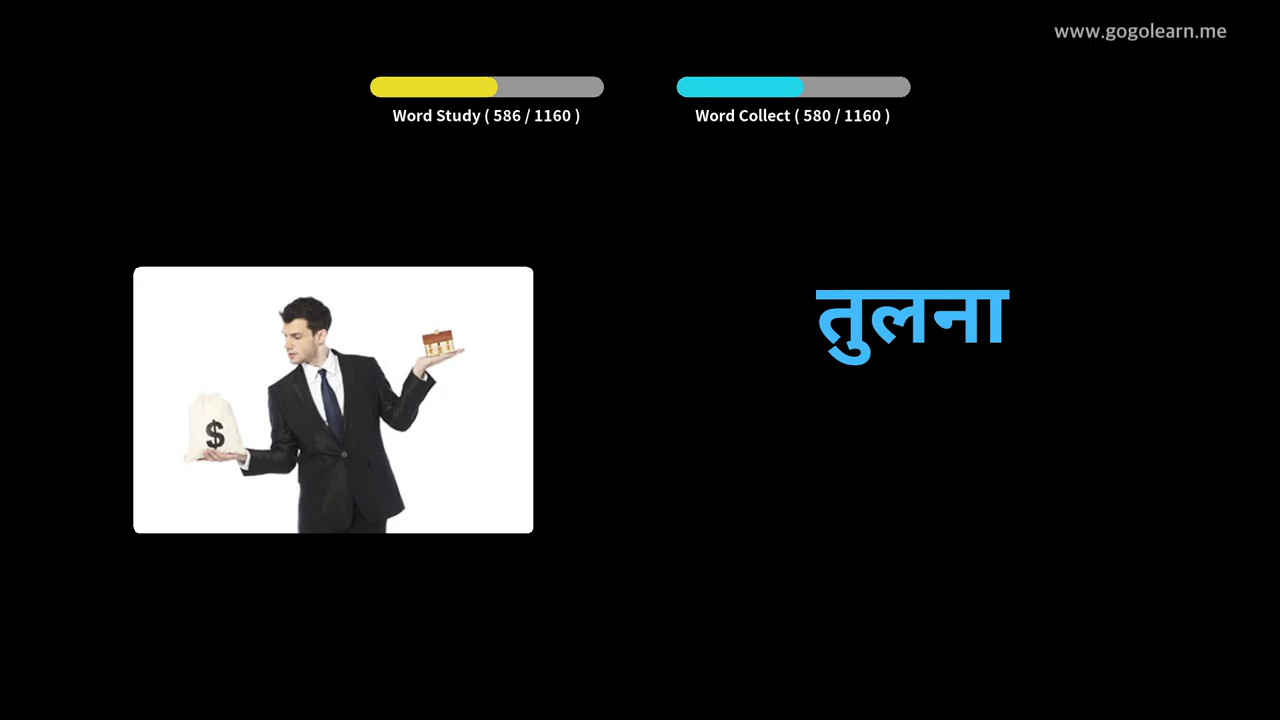 www.gogolearn.me
Word Study ( 586 / 1160 )
Word Collect ( 580 / 1160 )
$
तुलना